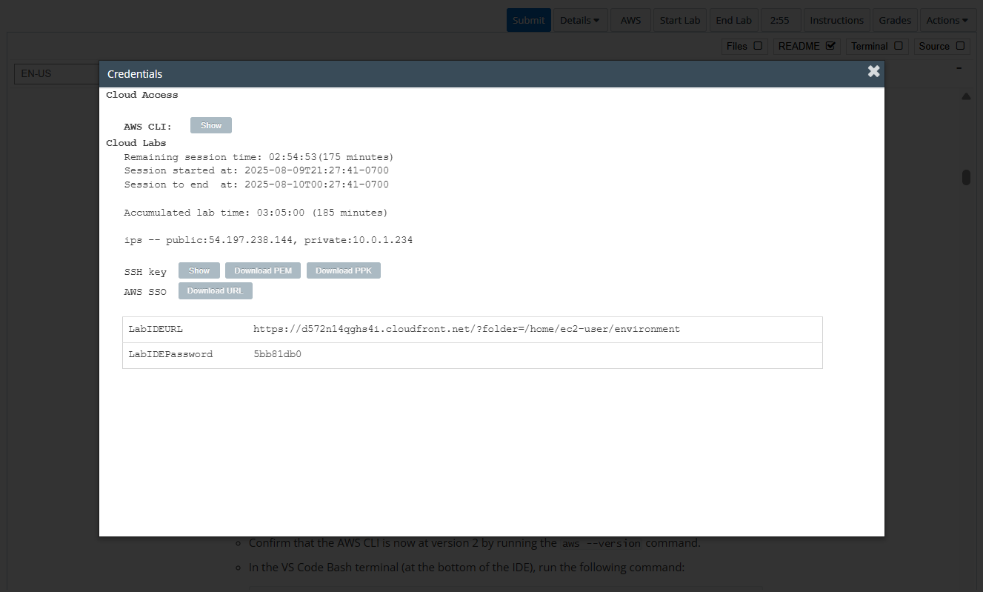 Submit Details AWS Start Lab End Lab 2:55 Instructions Grades Actions
Files README Terminal Source
EN-US
Credentials
Cloud Access
AWS CLI: Show
Cloud Labs
Remaining session time: 02:54:53(175 minutes)
Session started at: 2025-08-09T21:27:41-0700
Session to end at: 2025-08-10T00:27:41-0700
Accumulated lab time: 03:05:00 (185 minutes)
ips -- public:54.197.238.144, private:10.0.1.234
SSH key Show Download PEM Download PPK
AWS SSO Download URL
LabIDEURL https://d572n14qghs4i.cloudfront.net/?folder=/home/ec2-user/environment
LabIDEPassword 5bb81db0
Confirm that the AWS CLI is now at version 2 by running the aws --version command.
In the VS Code Bash terminal (at the bottom of the IDE), run the following command: